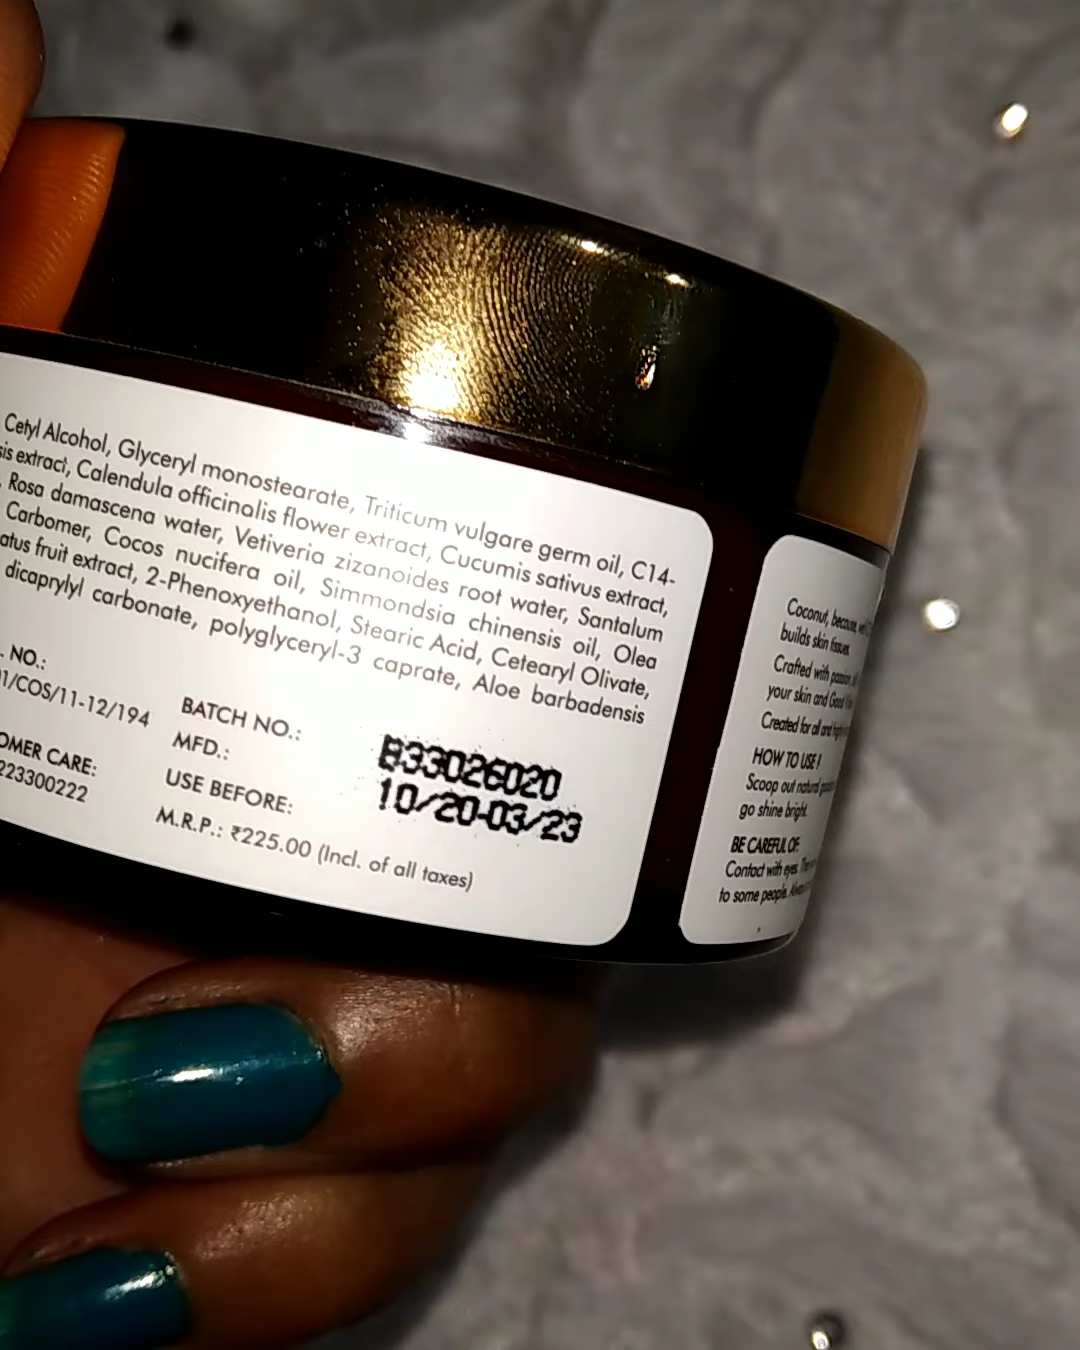 Cetyl Alcohol, Glyceryl monostearate, Triticum vulgare germ oil, C14-
extract, Calendula officinalis flower extract, Cucumis sativus extract,
Rosa damascena water, Vetiveria zizanoides root water, Santalum
Carbomer, Cocos nucifera oil, Simmondsia chinensis oil, Olea
fruit extract, 2-Phenoxyethanol, Stearic Acid, Cetearyl Olivate,
dicaprylyl carbonate, polyglyceryl-3 caprate, Aloe barbadensis
NO.:
/COS/11-12/194
OMER CARE:
223300222
BATCH NO.:
MFD.:
USE BEFORE:
M.R.P.: ₹225.00 (Incl. of all taxes)
B33026020
10/20-03/23
Coconut, because,
builds skin tissues.
Crafted with passion,
your skin and Good
Created for all and
HOW TO USE?
Scoop out natural
go shine bright.
BE CAREFUL OF:
Contact with eyes.
to some people.